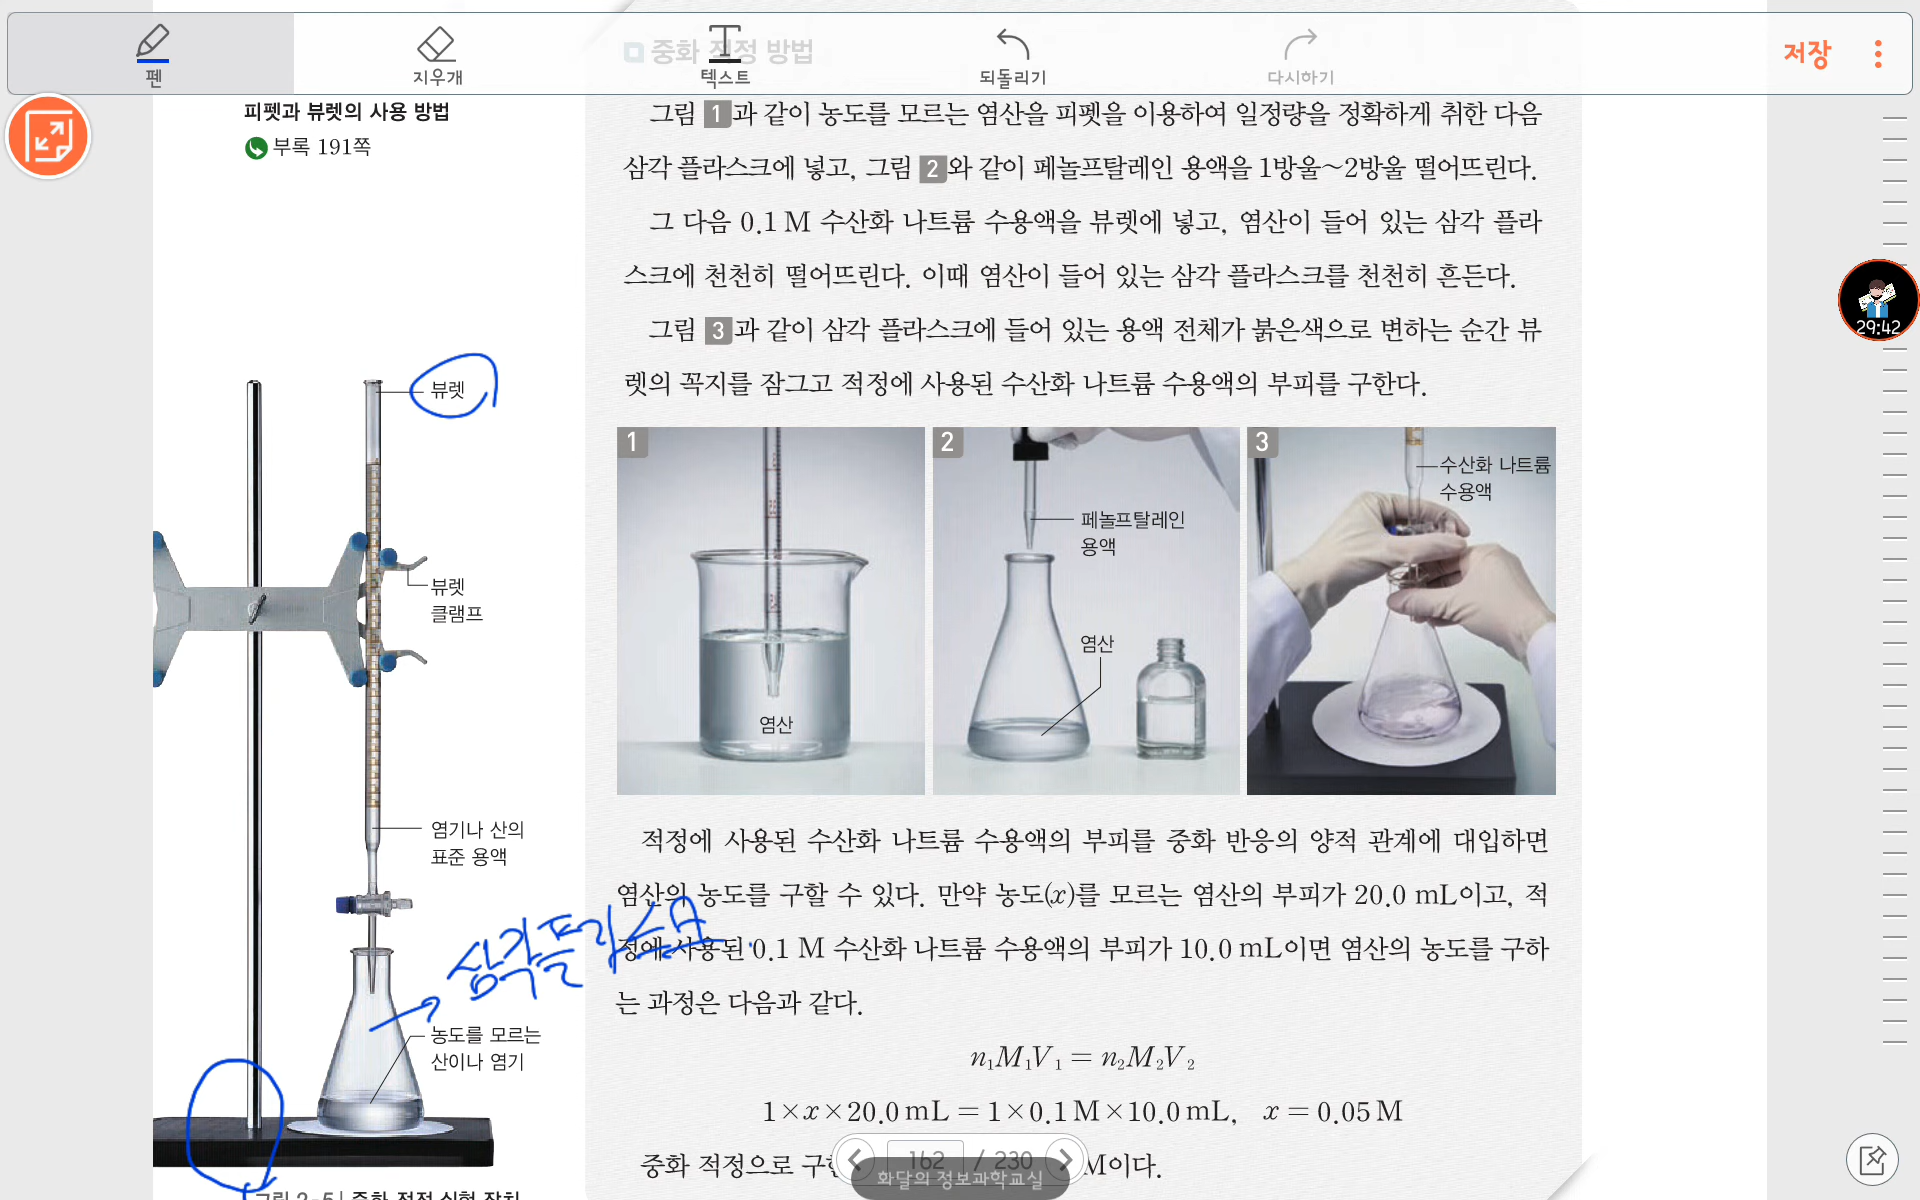 펜
지우개
텍스트
되돌리기
다시하기
저장
중화 적정 방법
피펫과 뷰렛의 사용 방법
부록 191쪽
그림 1과 같이 농도를 모르는 염산을 피펫을 이용하여 일정량을 정확하게 취한 다음
삼각 플라스크에 넣고, 그림 2와 같이 페놀프탈레인 용액을 1방울~2방울 떨어뜨린다.
그 다음 0.1 M 수산화 나트륨 수용액을 뷰렛에 넣고, 염산이 들어 있는 삼각 플라
스크에 천천히 떨어뜨린다. 이때 염산이 들어 있는 삼각 플라스크를 천천히 흔든다.
그림 3과 같이 삼각 플라스크에 들어 있는 용액 전체가 붉은색으로 변하는 순간 뷰
렛의 꼭지를 잠그고 적정에 사용된 수산화 나트륨 수용액의 부피를 구한다.
29:42
뷰렛
뷰렛
클램프
염기나 산의
표준 용액
삼각플라스크
농도를 모르는
산이나 염기
그림 2-5 | 중화 적정 실험 장치
1
염산
2
페놀프탈레인
용액
염산
3
수산화 나트륨
수용액
적정에 사용된 수산화 나트륨 수용액의 부피를 중화 반응의 양적 관계에 대입하면
염산의 농도를 구할 수 있다. 만약 농도(x)를 모르는 염산의 부피가 20.0 mL이고, 적
정에 사용된 0.1 M 수산화 나트륨 수용액의 부피가 10.0 mL이면 염산의 농도를 구하
는 과정은 다음과 같다.
n₁M₁V₁ = n₂M₂V₂
1×x×20.0 mL = 1×0.1 M×10.0 mL, x = 0.05 M
중화 적정으로 구한 M이다.
162 / 230
화달의 정보과학교실